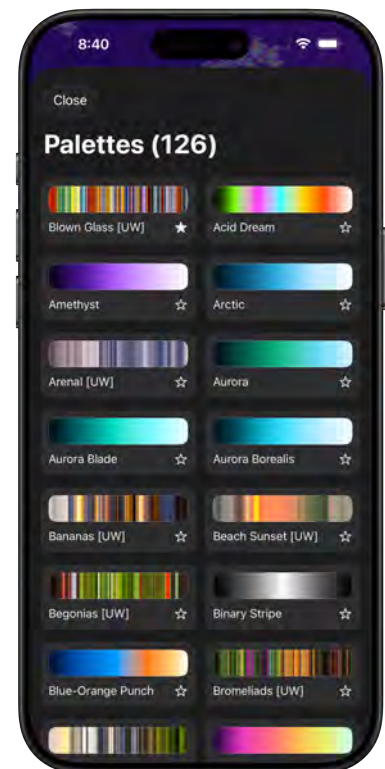 8:40
Close
Palettes (126)
Blown Glass [UW]
Acid Dream
Amethyst
Arctic
Arenal [UW]
Aurora
Aurora Blade
Aurora Borealis
Bananas [UW]
Beach Sunset [UW]
Begonias [UW]
Binary Stripe
Blue-Orange Punch
Bromeliads [UW]